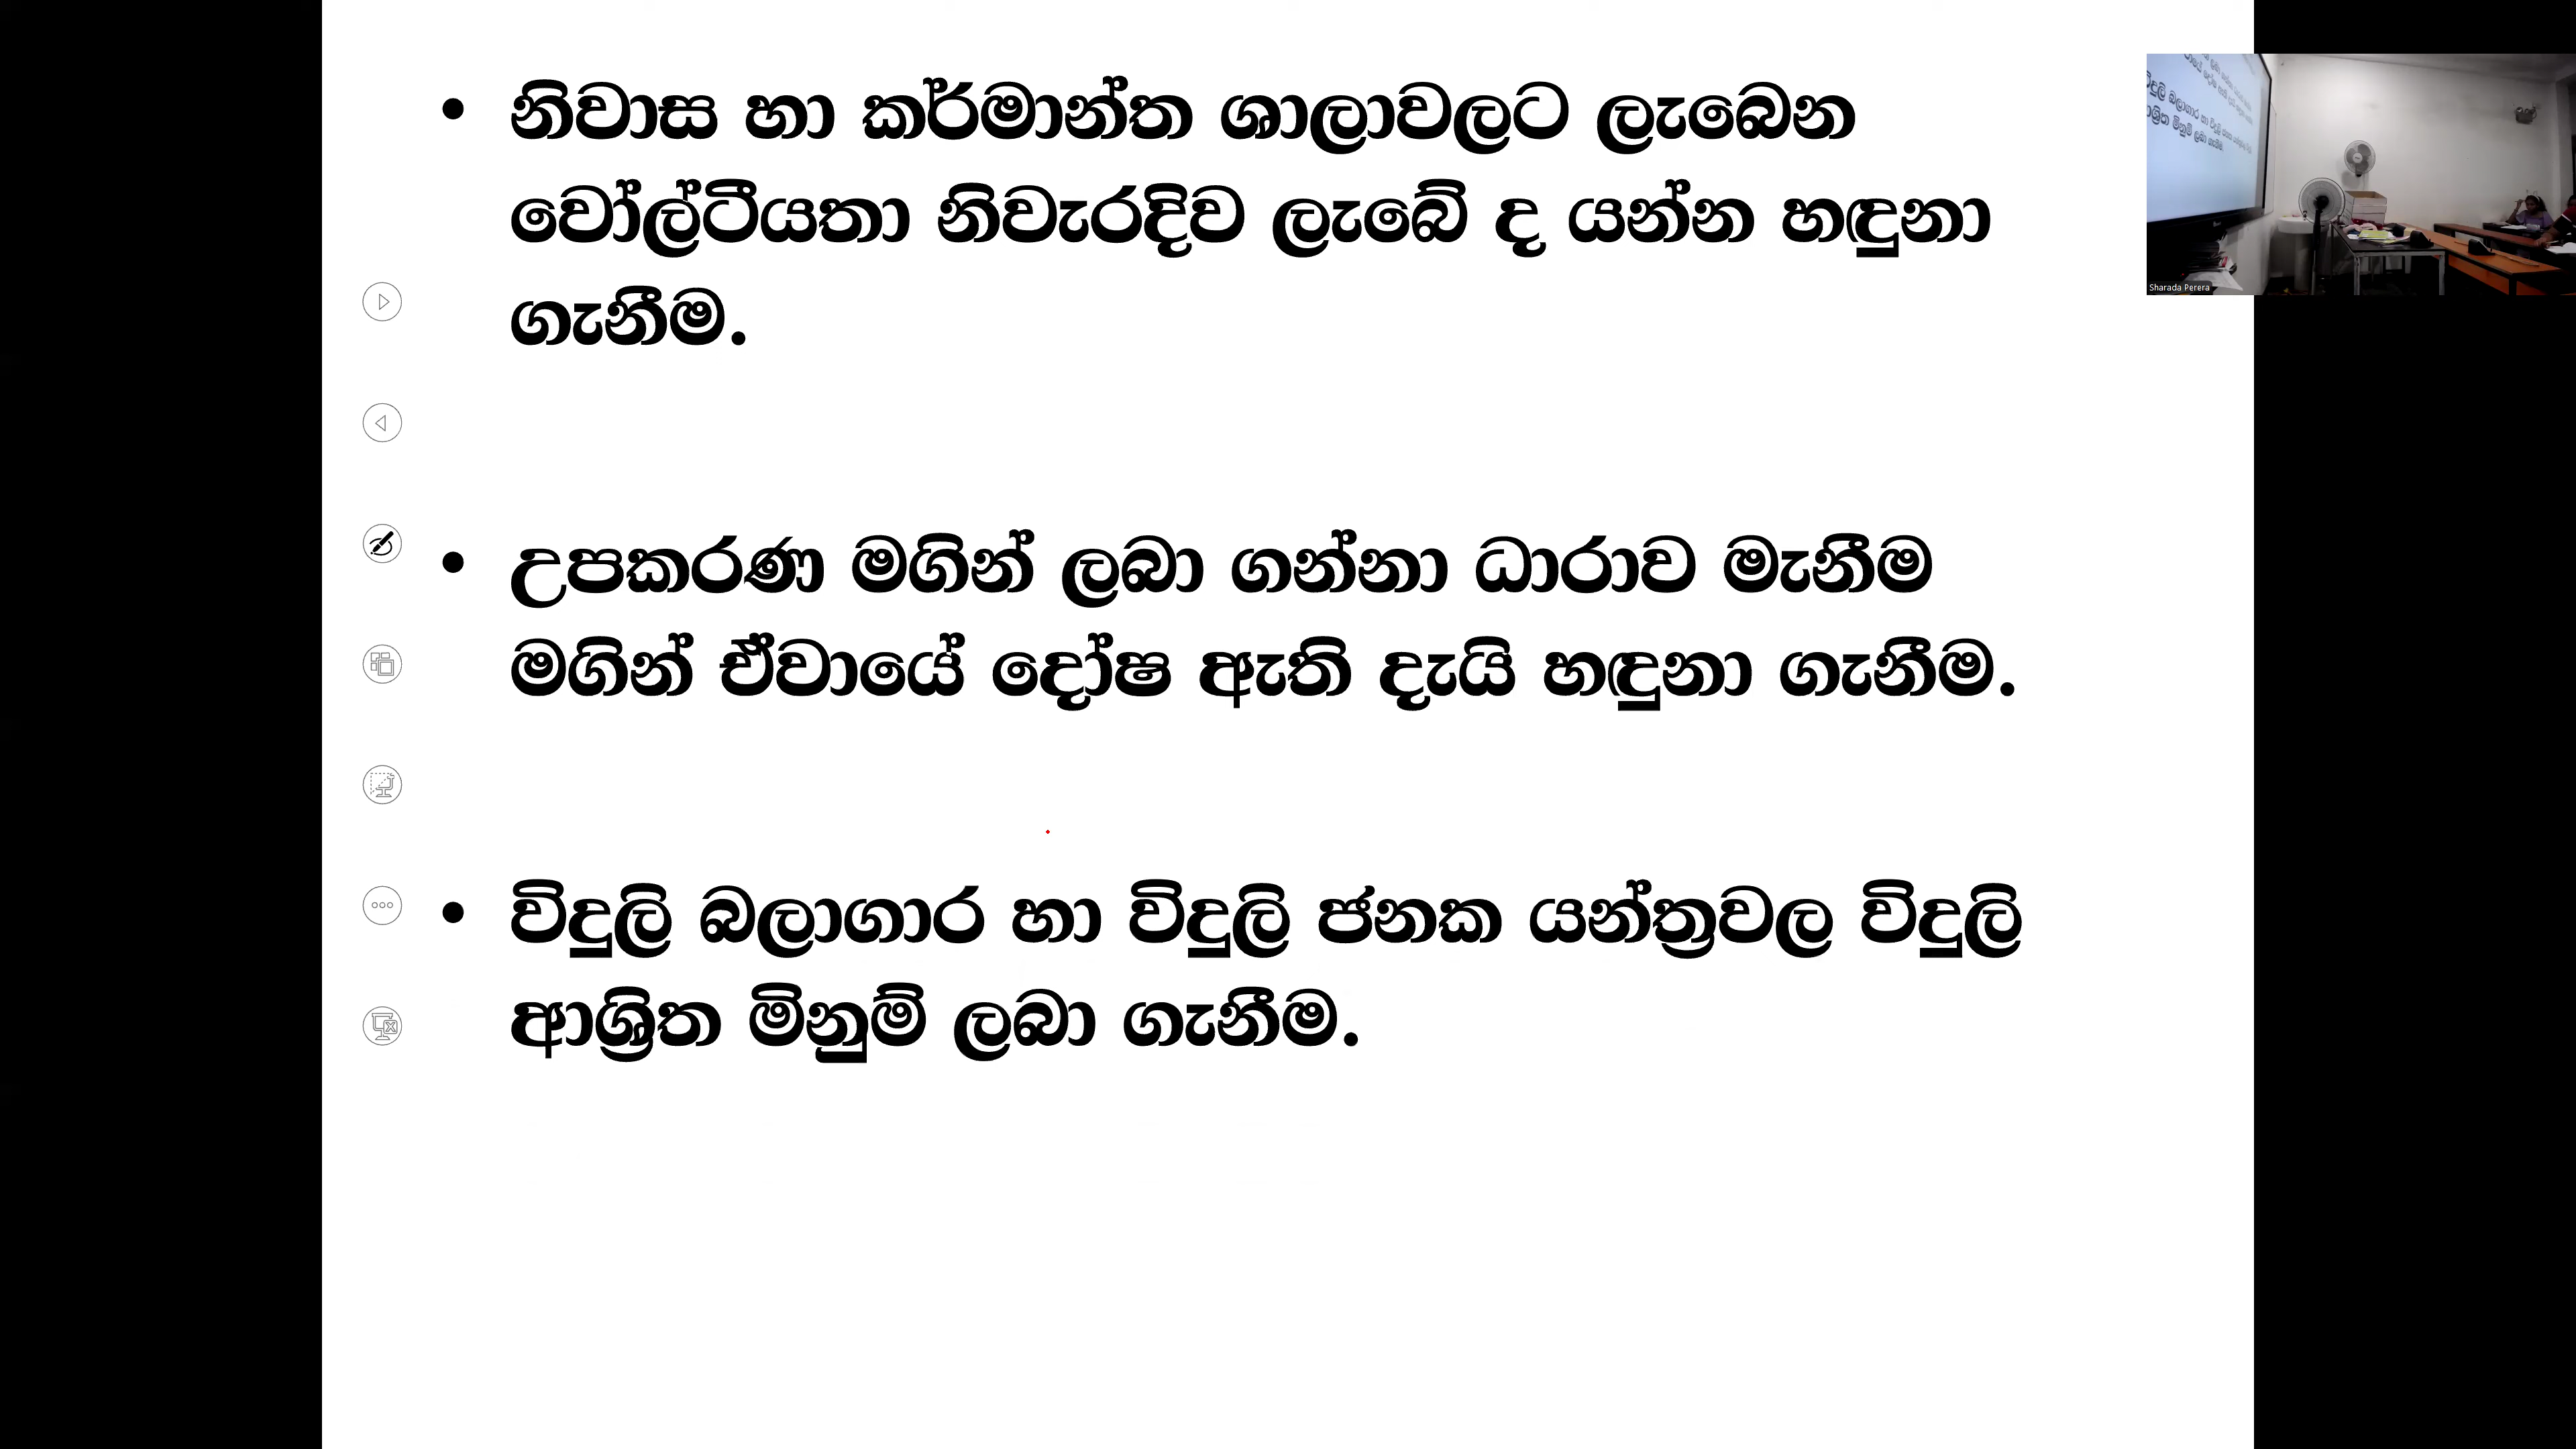 • නිවාස හා කර්මාන්ත ශාලාවලට ලැබෙන
වෝල්ටීයතා නිවැරදිව ලැබේ ද යන්න හඳුනා
ගැනීම.
• උපකරණ මගින් ලබා ගන්නා ධාරාව මැනීම
මගින් ඒවායේ දෝෂ ඇති දැයි හඳුනා ගැනීම.
• විදුලි බලාගාර හා විදුලි ජනක යන්ත්‍රවල විදුලි
ආශ්‍රිත මිනුම් ලබා ගැනීම.
Sharada Perera